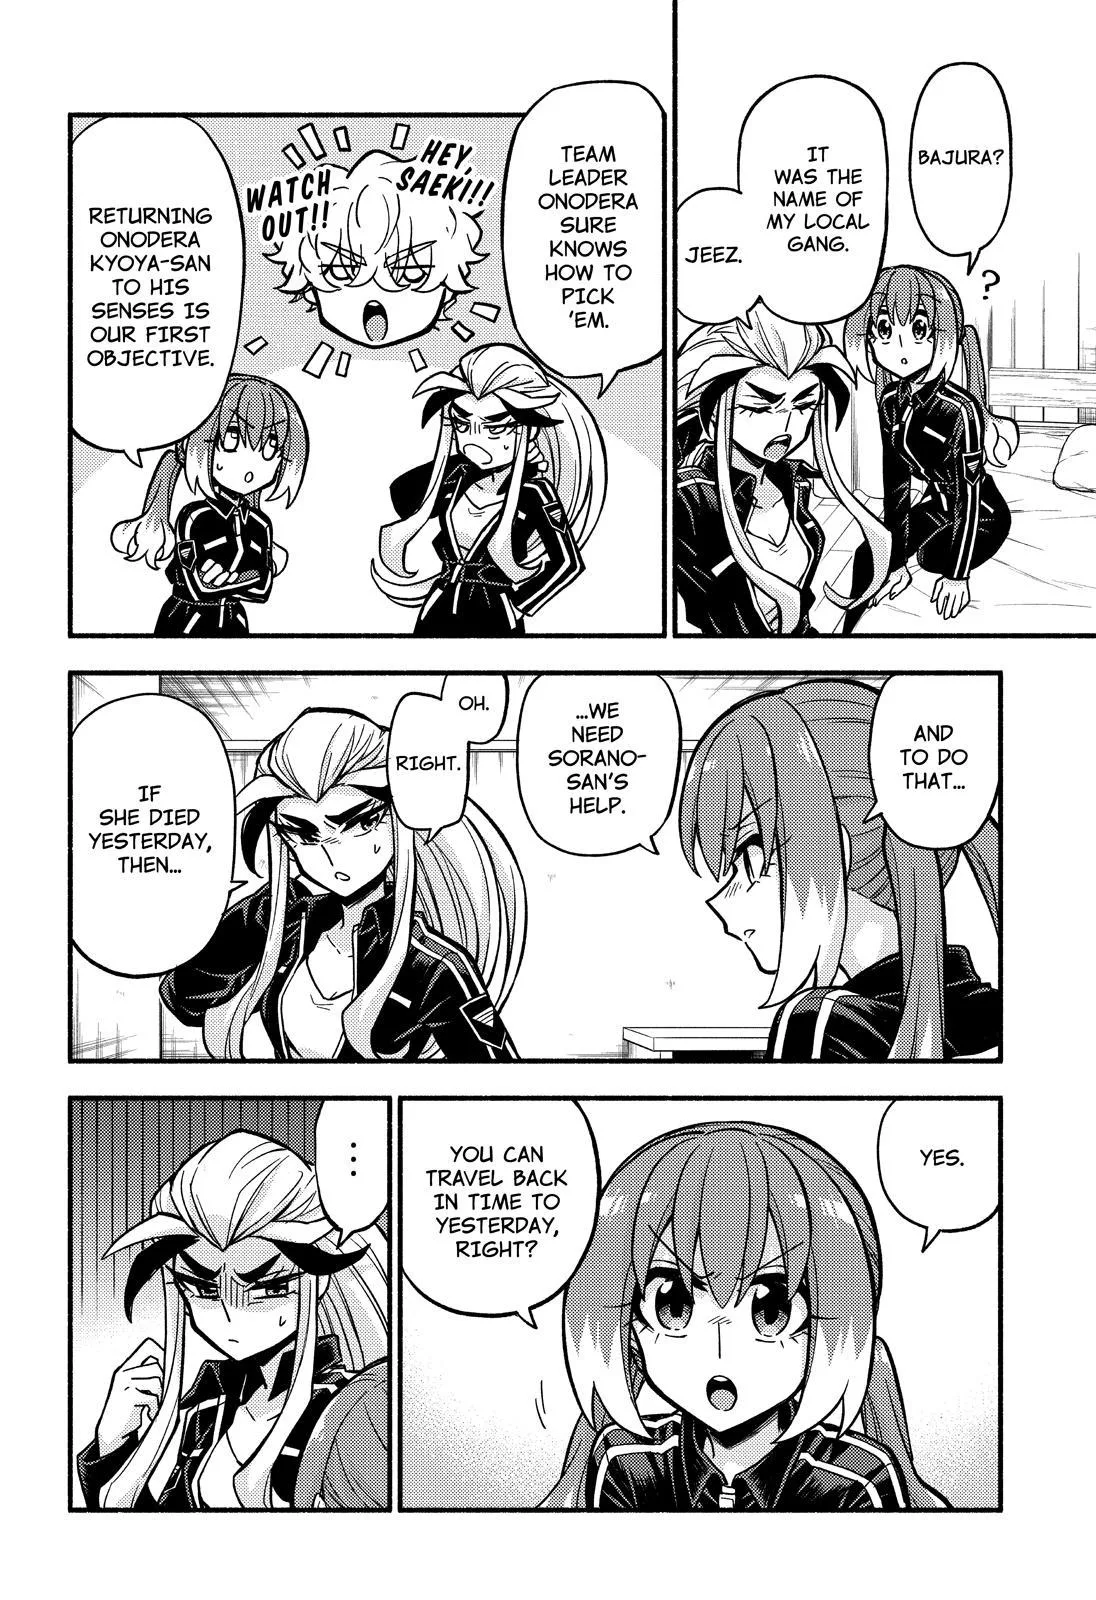 BAJURA?
IT
WAS THE
NAME OF
MY LOCAL
GANG.
JEEZ.
TEAM
LEADER
ONODERA
SURE
KNOWS
HOW TO
PICK
'EM.
HEY,
SAEKI!!
WATCH
OUT!!
RETURNING
ONODERA
KYOYA-SAN
TO HIS
SENSES IS
OUR FIRST
OBJECTIVE.
?
AND
TO DO
THAT...
...WE
NEED
SORANO-
SAN'S
HELP.
OH.
RIGHT.
IF
SHE DIED
YESTERDAY,
THEN...
YES.
YOU CAN
TRAVEL BACK
IN TIME TO
YESTERDAY,
RIGHT?
...